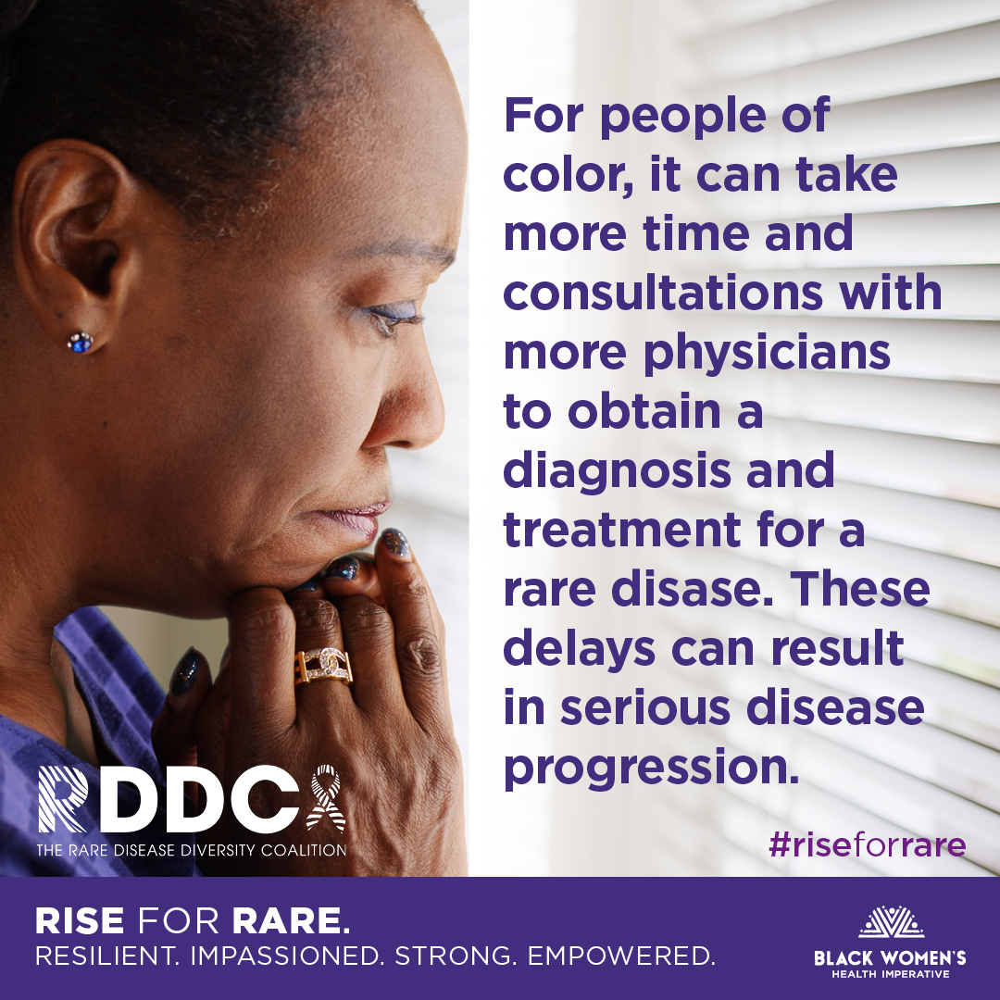 For people of
color, it can take
more time and
consultations with
more physicians
to obtain a
diagnosis and
treatment for a
rare disase. These
delays can result
in serious disease
progression.
#riseforrare
RDDC
THE RARE DISEASE DIVERSITY COALITION
RISE FOR RARE.
RESILIENT. IMPASSIONED. STRONG. EMPOWERED.
BLACK WOMEN'S
HEALTH IMPERATIVE